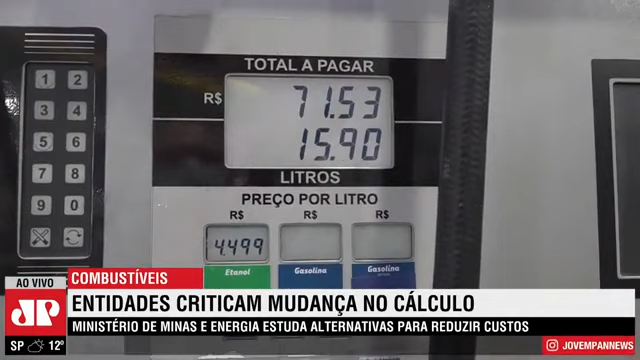 TOTAL A PAGAR
R$ 71.53
15.90
LITROS
PREÇO POR LITRO
R$ R$ R$
4.499
Etanol Gasolina Gasolina
1 2
3 4
5 6
7 8
9 0
AO VIVO
COMBUSTÍVEIS
JP
ENTIDADES CRITICAM MUDANÇA NO CÁLCULO
MINISTÉRIO DE MINAS E ENERGIA ESTUDA ALTERNATIVAS PARA REDUZIR CUSTOS
SP 12°
JOVEMPANNEWS